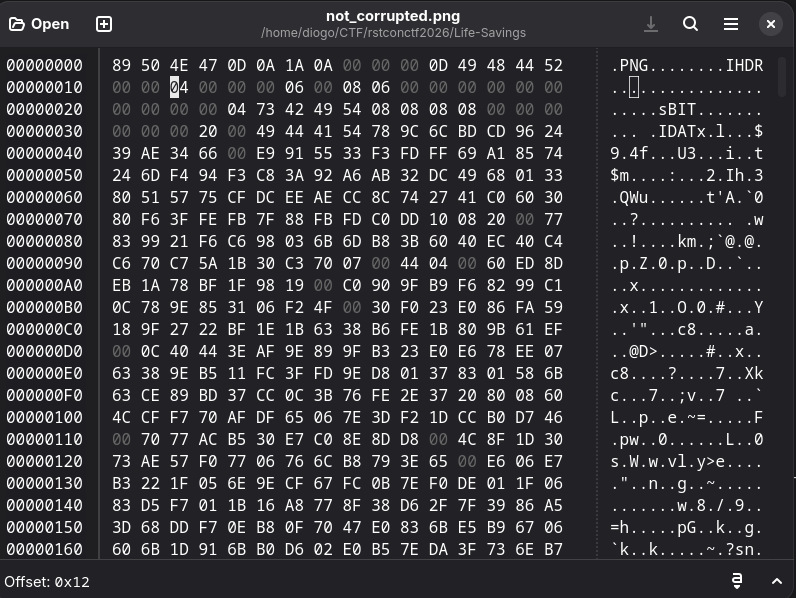 Open
not_corrupted.png
/home/diogo/CTF/rstconctf2026/Life-Savings
00000000 89 50 4E 47 0D 0A 1A 0A 00 00 00 0D 49 48 44 52 .PNG........IHDR
00000010 00 00 04 00 00 00 06 00 08 06 00 00 00 00 00 00 ................
00000020 00 00 00 00 04 73 42 49 54 08 08 08 08 00 00 00 .....sBIT.......
00000030 00 00 00 20 00 49 44 41 54 78 9C 6C BD CD 96 24 ... .IDATx.l...$
00000040 39 AE 34 66 00 E9 91 55 33 F3 FD FF 69 A1 85 74 9.4f...U3...i..t
00000050 24 6D F4 94 F3 C8 3A 92 A6 AB 32 DC 49 68 01 33 $m....:...2.Ih.3
00000060 80 51 57 75 CF DC EE AE CC 8C 74 27 41 C0 60 30 .QWu......t'A.`0
00000070 80 F6 3F FE FB 7F 88 FB FD C0 DD 10 08 20 00 77 ..?.......... .w
00000080 83 99 21 F6 C6 98 03 6B 6D B8 3B 60 40 EC 40 C4 ..!....km.;`@.@.
00000090 C6 70 C7 5A 1B 30 C3 70 07 00 44 04 00 60 ED 8D .p.Z.0.p..D..`..
000000A0 EB 1A 78 BF 1F 98 19 00 C0 90 9F B9 F6 82 99 C1 ..x.............
000000B0 0C 78 9E 85 31 06 F2 4F 00 30 F0 23 E0 86 FA 59 .x..1..O.0.#...Y
000000C0 18 9F 27 22 BF 1E 1B 63 38 B6 FE 1B 80 9B 61 EF ..'"...c8.....a.
000000D0 00 0C 40 44 3E AF 9E 89 9F B3 23 E0 E6 78 EE 07 ..@D>.....#..x..
000000E0 63 38 9E B5 11 FC 3F FD 9E D8 01 37 83 01 58 6B c8....?....7..Xk
000000F0 63 CE 89 BD 37 CC 0C 3B 76 FE 2E 37 20 80 08 60 c...7..;v..7 ..`
00000100 4C CF F7 70 AF DF 65 06 7E 3D F2 1D CC B0 D7 46 L..p..e.~=.....F
00000110 00 70 77 AC B5 30 E7 C0 8E 8D D8 00 4C 8F 1D 30 .pw..0......L..0
00000120 73 AE 57 F0 77 06 76 6C B8 79 3E 65 00 E6 06 E7 s.W.w.vl.y>e....
00000130 B3 22 1F 05 6E 9E CF 67 FC 0B 7E F0 DE 01 1F 06 ."..n..g..~.....
00000140 83 D5 F7 01 1B 16 A8 77 8F 38 D6 2F 7F 39 86 A5 .......w.8./.9..
00000150 3D 68 DD F7 0E B8 0F 70 47 E0 83 6B E5 B9 67 06 =h.....pG..k..g.
00000160 60 6B 1D 91 6B B0 D6 02 E0 B5 7E DA 3F 73 6E B7 `k..k.....~.?sn.
Offset: 0x12
a